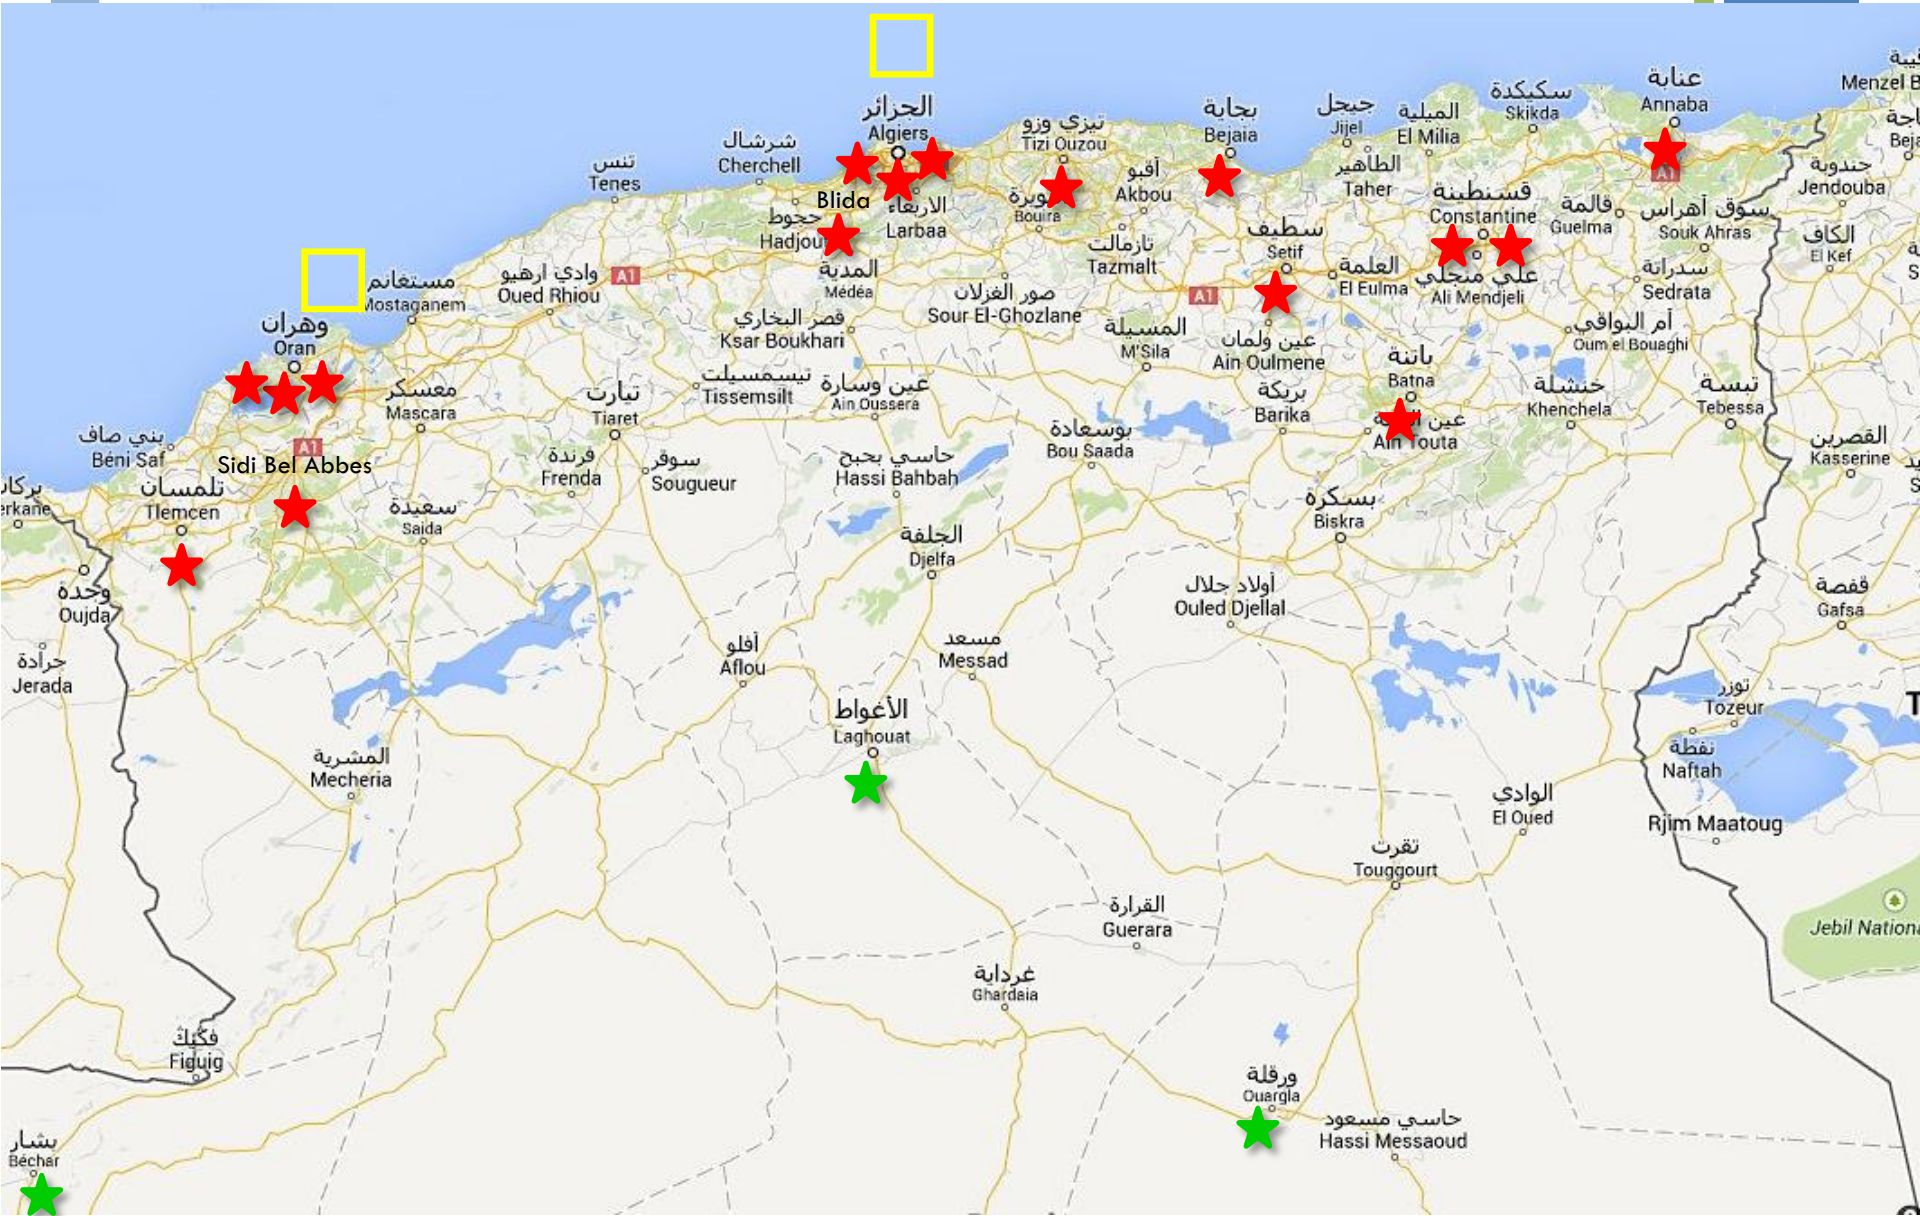 عنابة
Annaba
Menzel B
سكيكدة
Skikda
الميلية
El Milia
جيجل
Jijel
بجاية
Bejaia
الجزائر
Algiers
تيزي وزو
Tizi Ouzou
شرشال
Cherchell
تنس
Tenes
أقبو
Akbou
الطاهير
Taher
قسنطينة
Constantine
قالمة
Guelma
سوق أهراس
Souk Ahras
جندوبة
Jendouba
A1
Blida
الاربعاء
Larbaa
Bouira
حجوط
تازمالت
Tazmalt
سطيف
Setif
العلمة
El Eulma
علي منجلي
Ali Mendjeli
سدراتة
Sedrata
الكاف
El Kef
المدية
Médéa
وادي ارهيو
Oued Rhiou
A1
مستغانم
Mostaganem
صور الغزلان
Sour El-Ghozlane
A1
وهران
Oran
قصر البخاري
Ksar Boukhari
المسيلة
M'Sila
عين ولمان
Ain Oulmene
أم البواقي
Oum el Bouaghi
باتنة
Batna
خنشلة
Khenchela
تبسة
Tebessa
معسكر
Mascara
تيارت
Tiaret
تيسمسيلت
Tissemsilt
عين وسارة
Ain Oussera
بريكة
Barika
عين
Ain Touta
بني صاف
Béni Saf
A1
Sidi Bel Abbes
فرندة
Frenda
سوقر
Sougueur
حاسي بحبح
Hassi Bahbah
بوسعادة
Bou Saada
القصرين
Kasserine
تلمسان
Tlemcen
سعيدة
Saida
بسكرة
Biskra
الجلفة
Djelfa
وجدة
Oujda
أولاد جلال
Ouled Djellal
قفصة
Gafsa
جرادة
Jerada
أفلو
Aflou
مسعد
Messad
توزر
Tozeur
الأغواط
Laghouat
نفطة
Naftah
المشرية
Mecheria
الوادي
El Oued
Rjim Maatoug
تقرت
Touggourt
القرارة
Guerara
Jebil Nation
غرداية
Ghardaia
Figuig
ورقلة
Ouargla
حاسي مسعود
Hassi Messaoud
بشار
Béchar